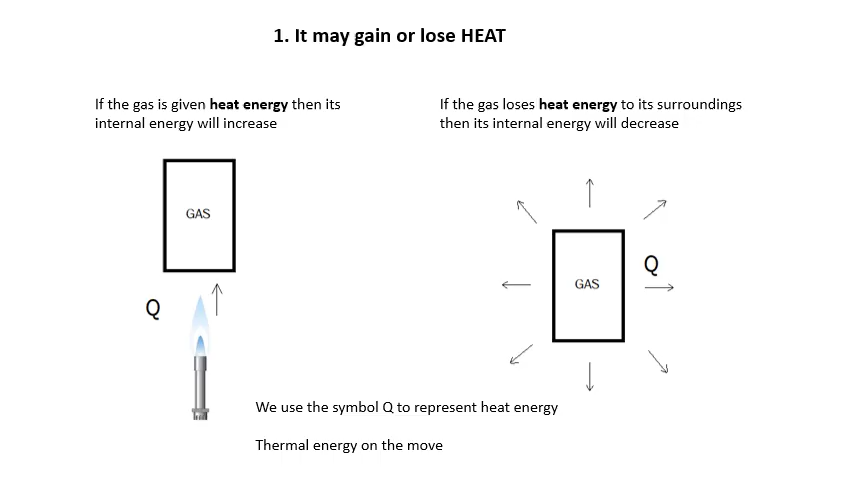 1. It may gain or lose HEAT
If the gas is given heat energy then its
internal energy will increase
GAS
Q
If the gas loses heat energy to its surroundings
then its internal energy will decrease
Q
GAS
We use the symbol Q to represent heat energy
Thermal energy on the move